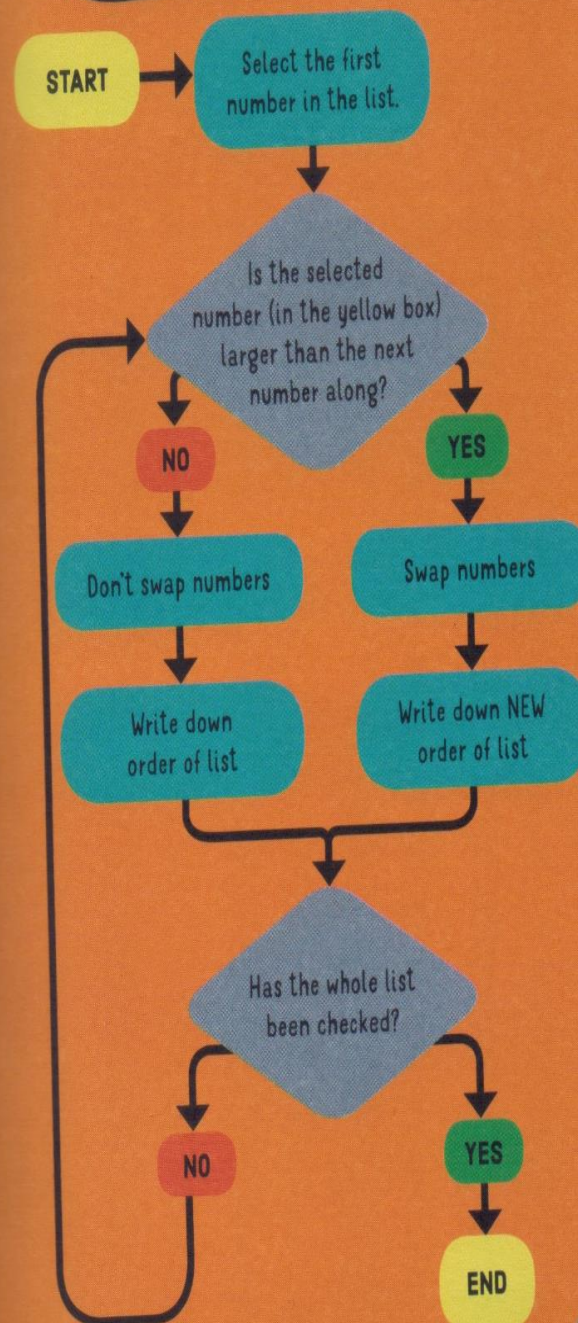 START
Select the first
number in the list.
Is the selected
number (in the yellow box)
larger than the next
number along?
NO
YES
Don't swap numbers
Swap numbers
Write down
order of list
Write down NEW
order of list
Has the whole list
been checked?
NO
YES
END